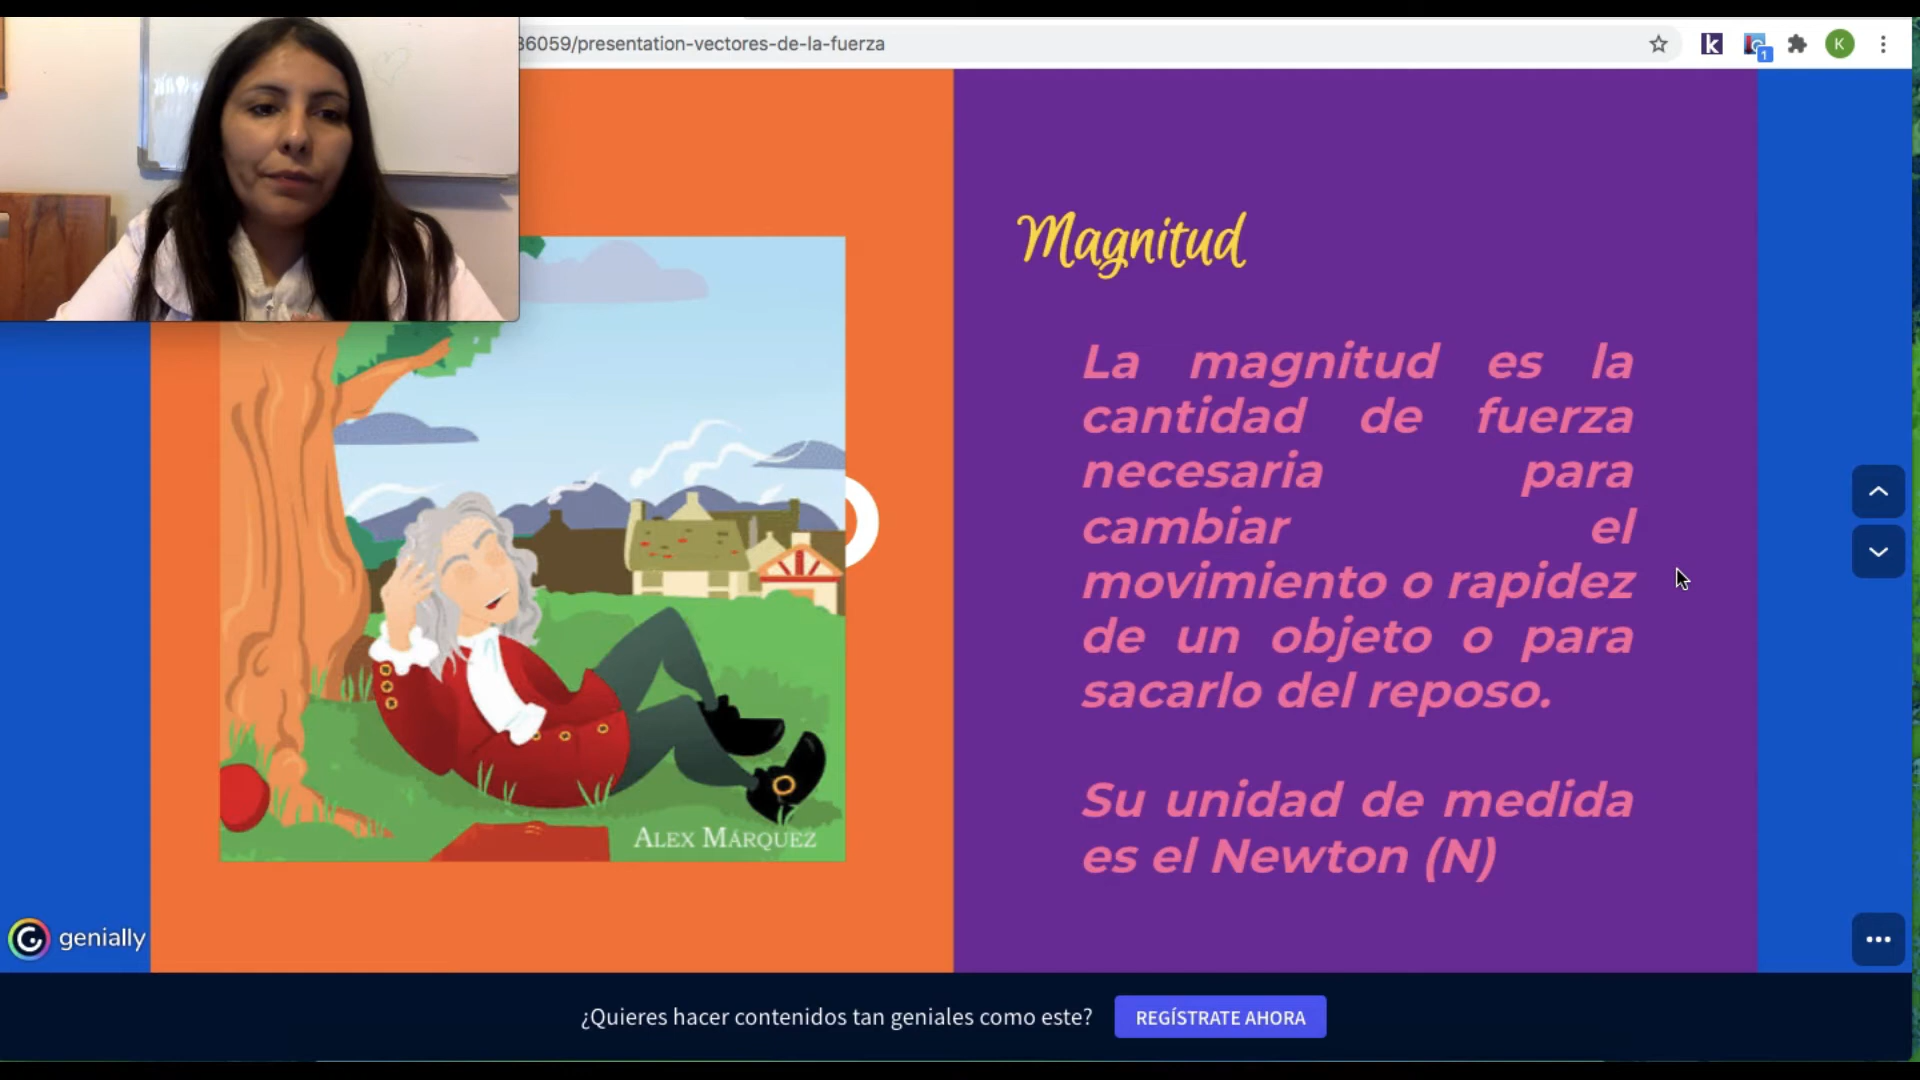 36059/presentation-vectores-de-la-fuerza
K
1
Magnitud
La magnitud es la
cantidad de fuerza
necesaria para
cambiar el
movimiento o rapidez
de un objeto o para
sacarlo del reposo.
Su unidad de medida
es el Newton (N)
ALEX MÁRQUEZ
genially
¿Quieres hacer contenidos tan geniales como este?
REGÍSTRATE AHORA